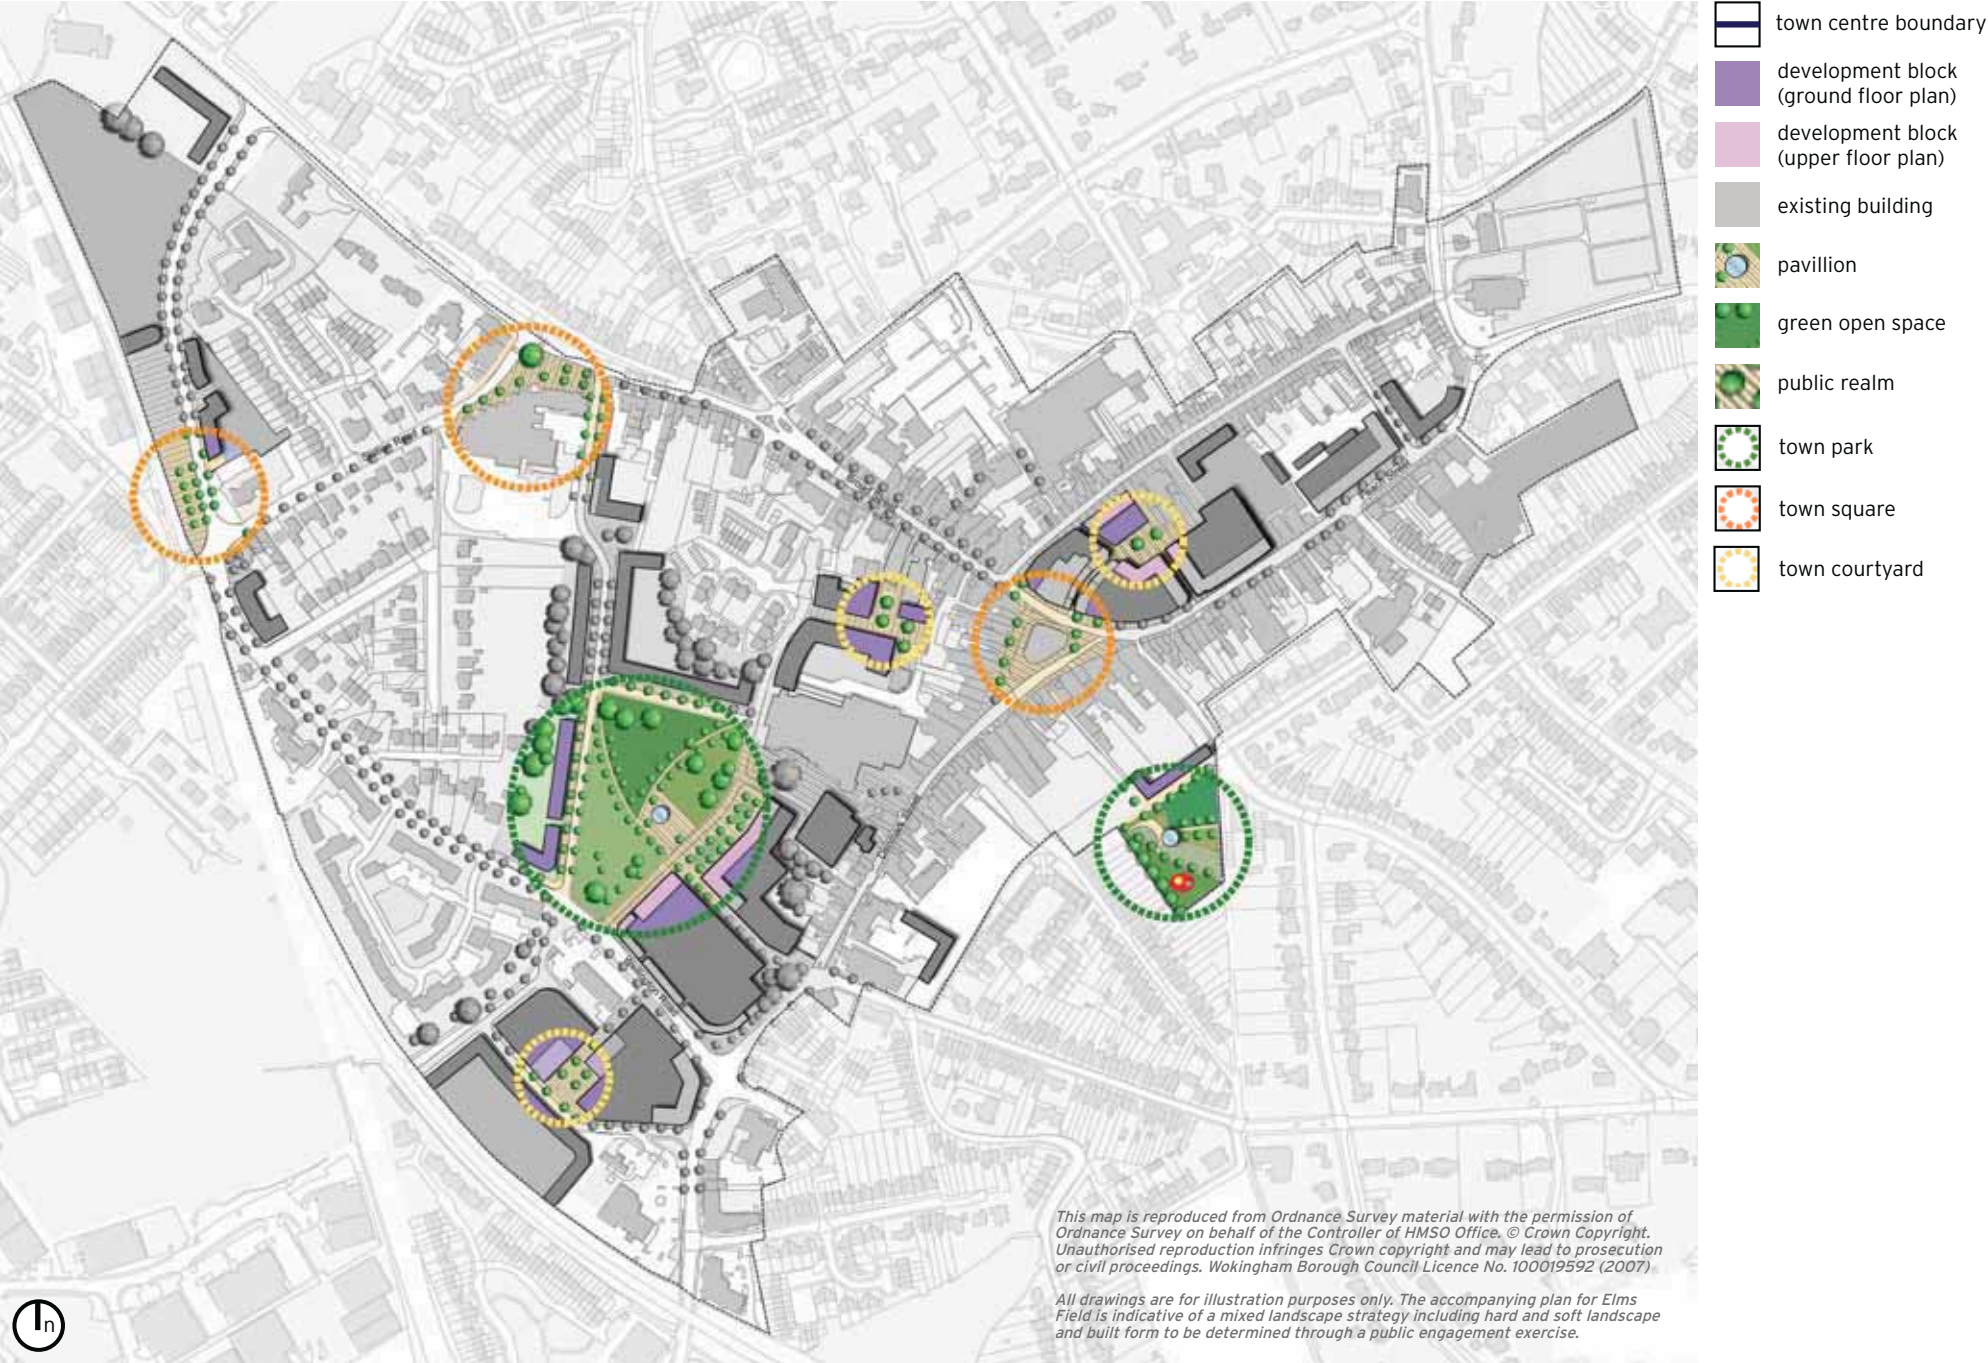 town centre boundary
development block
(ground floor plan)
development block
(upper floor plan)
existing building
pavillion
green open space
public realm
town park
town square
town courtyard
This map is reproduced from Ordnance Survey material with the permission of
Ordnance Survey on behalf of the Controller of HMSO Office. © Crown Copyright.
Unauthorised reproduction infringes Crown copyright and may lead to prosecution
or civil proceedings. Wokingham Borough Council Licence No. 100019592 (2007)
All drawings are for illustration purposes only. The accompanying plan for Elms
Field is indicative of a mixed landscape strategy including hard and soft landscape
and built form to be determined through a public engagement exercise.
n